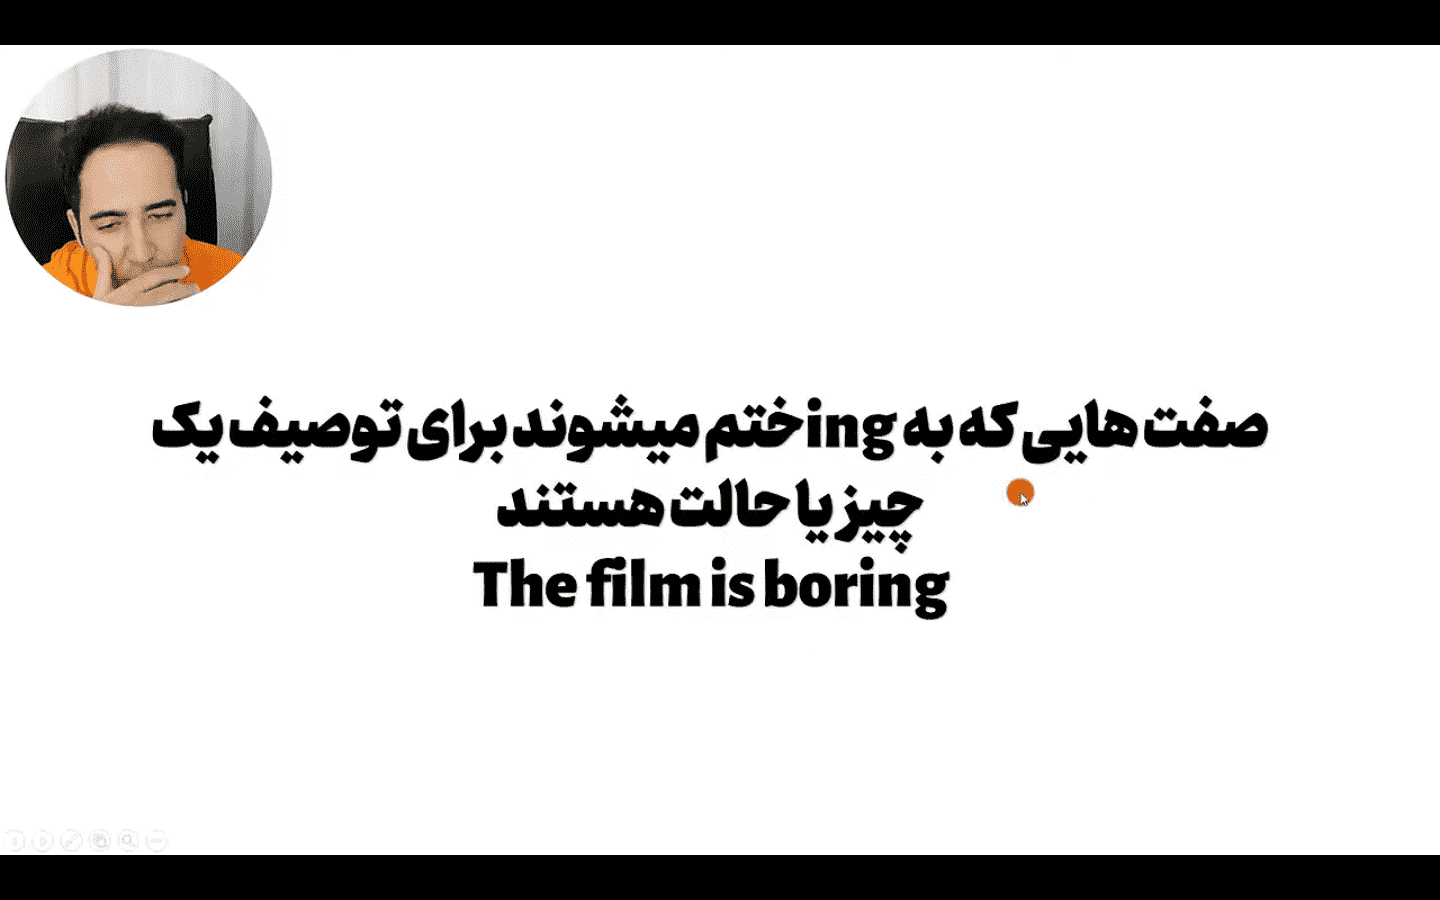 صفت هایی که به ing ختم میشوند برای توصیف یک
چیز یا حالت هستند
The film is boring